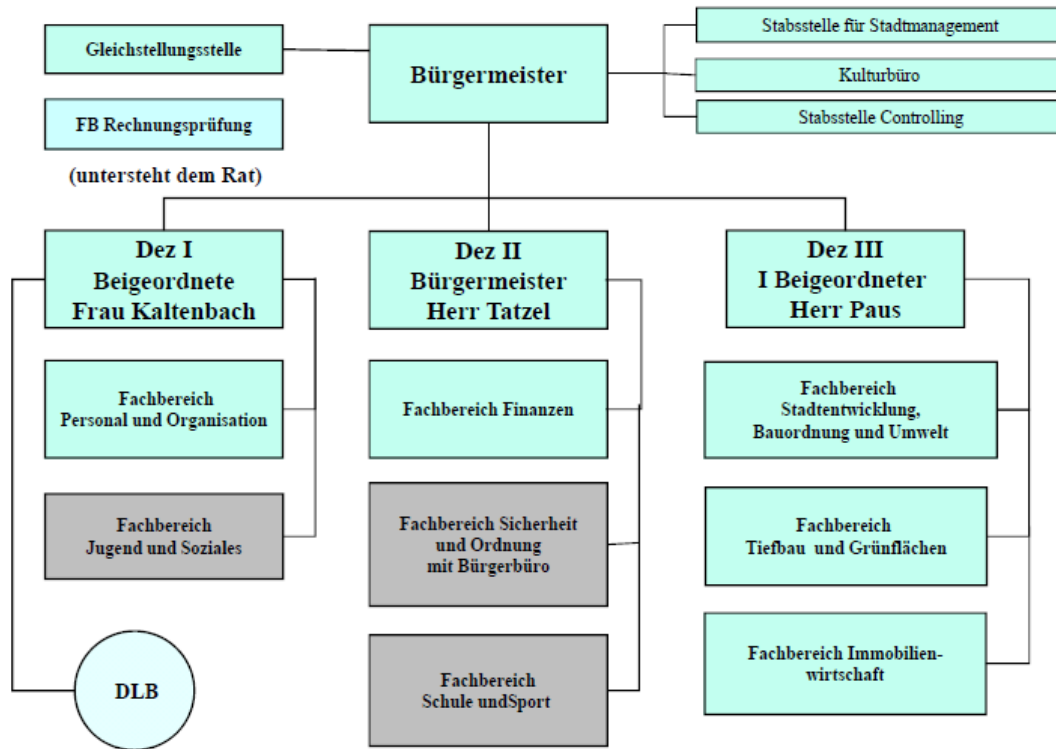 Gleichstellungsstelle
Bürgermeister
Stabsstelle für Stadtmanagement
Kulturbüro
Stabsstelle Controlling
FB Rechnungsprüfung
(untersteht dem Rat)
Dez I
Beigeordnete
Frau Kaltenbach
Dez II
Bürgermeister
Herr Tatzel
Dez III
I Beigeordneter
Herr Paus
Fachbereich
Personal und Organisation
Fachbereich
Jugend und Soziales
DLB
Fachbereich Finanzen
Fachbereich Sicherheit
und Ordnung
mit Bürgerbüro
Fachbereich
Schule undSport
Fachbereich
Stadtentwicklung,
Bauordnung und Umwelt
Fachbereich
Tiefbau und Grünflächen
Fachbereich Immobilien-
wirtschaft